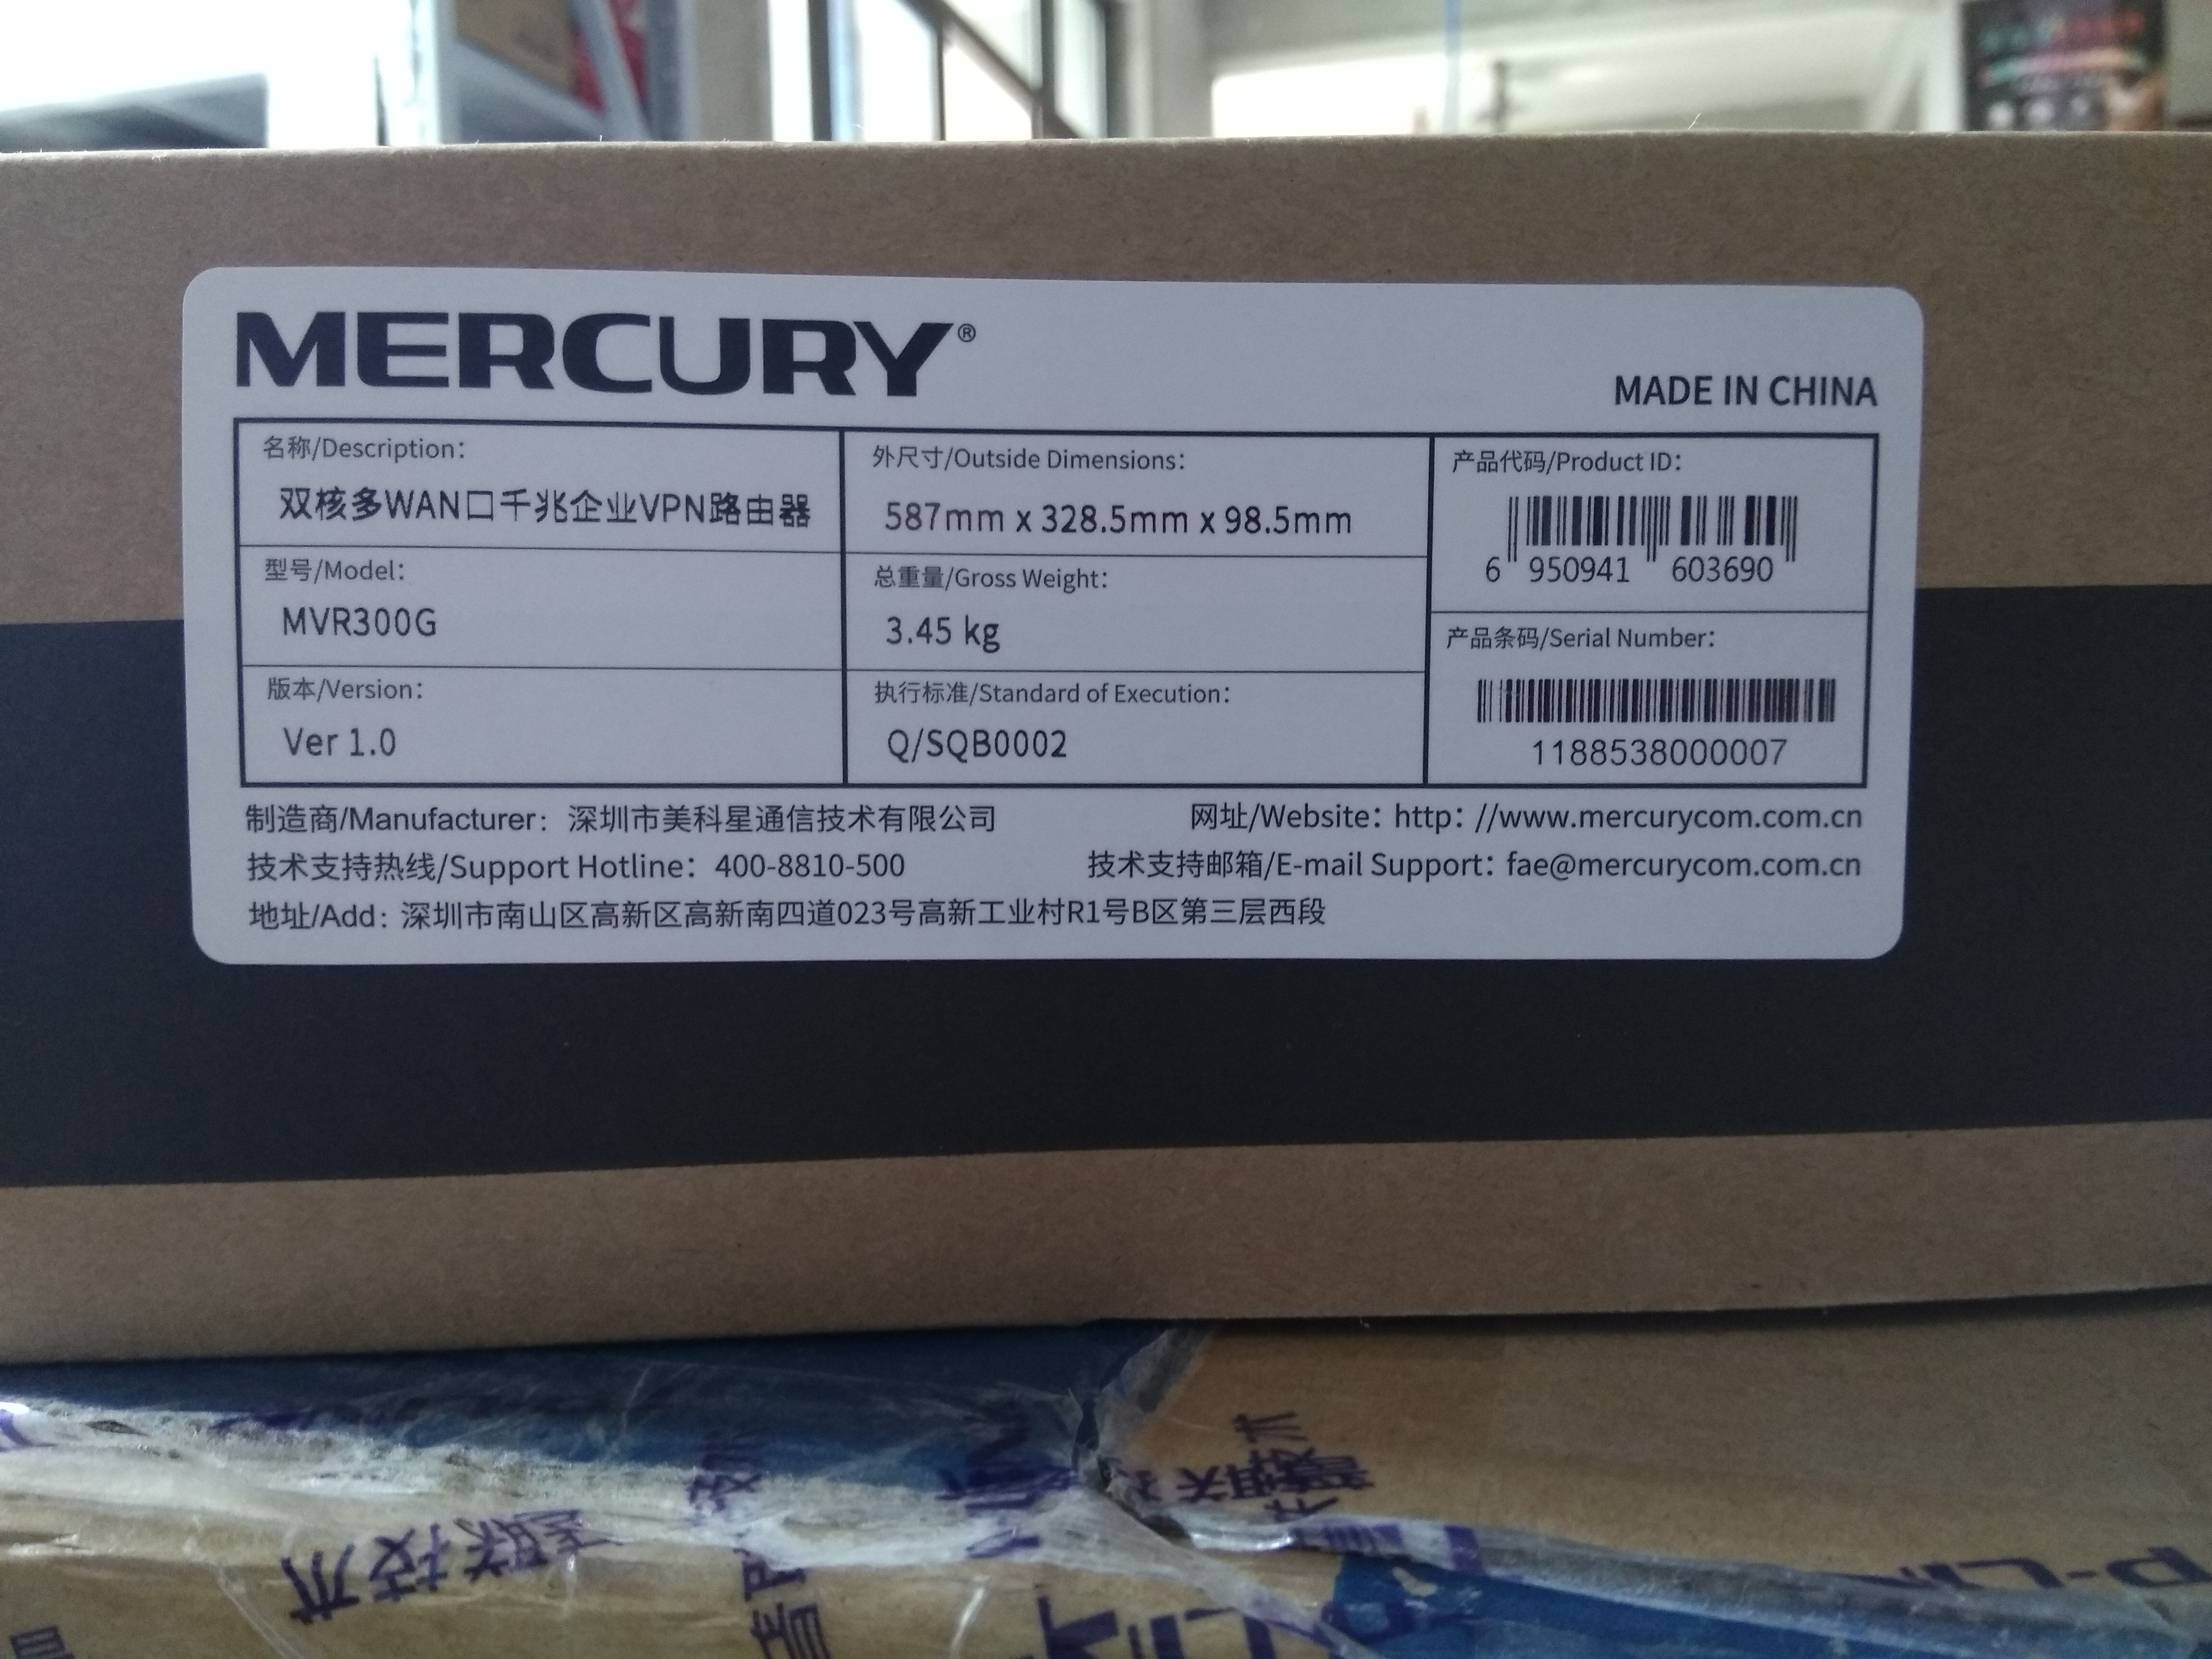 MERCURY®
MADE IN CHINA
名称/Description：
双核多WAN口千兆企业VPN路由器
型号/Model：
MVR300G
版本/Version：
Ver 1.0
外尺寸/Outside Dimensions：
587mm x 328.5mm x 98.5mm
总重量/Gross Weight：
3.45 kg
执行标准/Standard of Execution：
Q/SQB0002
产品代码/Product ID：
6 950941 603690
产品条码/Serial Number：
1188538000007
制造商/Manufacturer：深圳市美科星通信技术有限公司
网址/Website：http：//www.mercurycom.com.cn
技术支持热线/Support Hotline：400-8810-500
技术支持邮箱/E-mail Support：fae@mercurycom.com.cn
地址/Add：深圳市南山区高新区高新南四道023号高新工业村R1号B区第三层西段
联技术